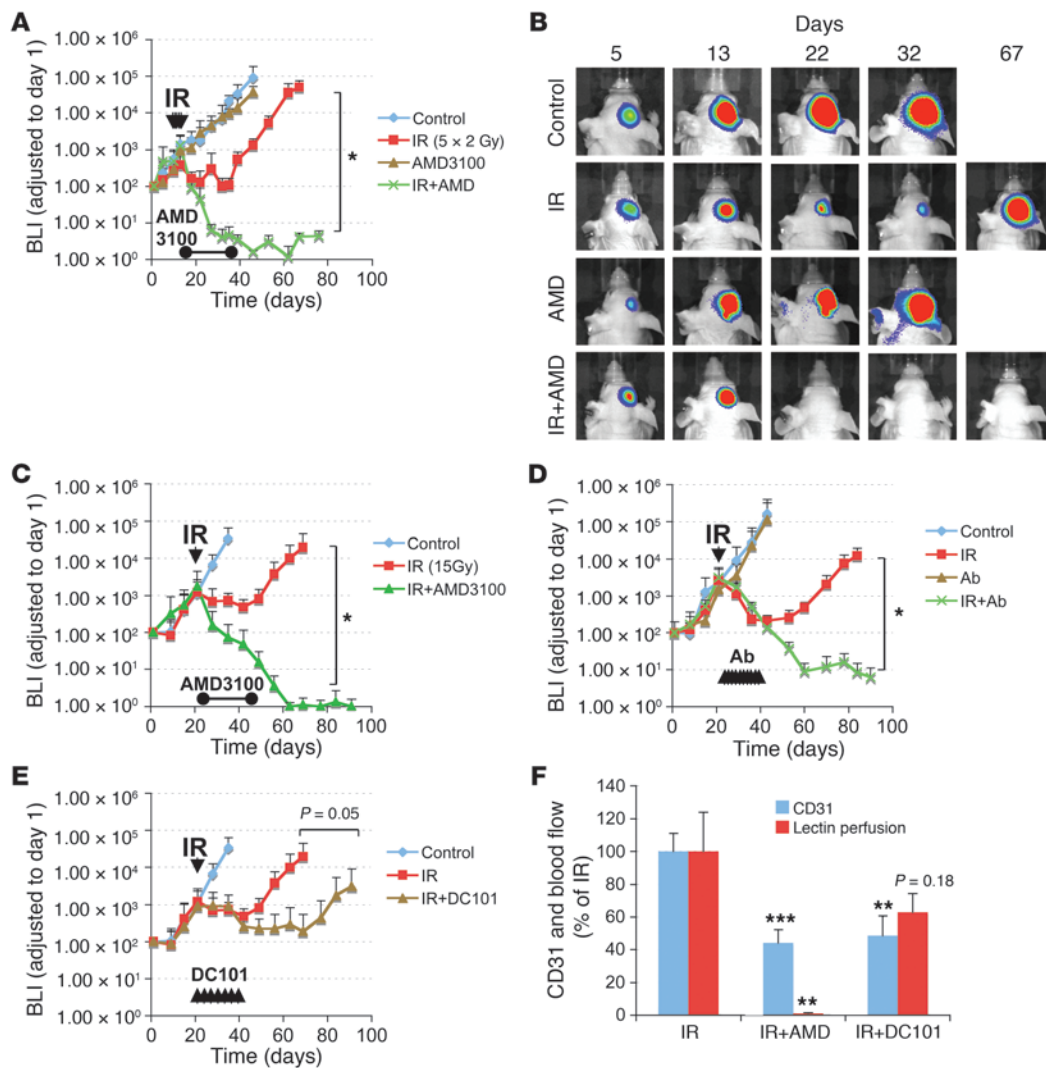 A
BLI (adjusted to day 1)
1.00 × 10⁶
1.00 × 10⁵
1.00 × 10⁴
1.00 × 10³
1.00 × 10²
1.00 × 10¹
1.00 × 10⁰
IR
AMD
3100
0 20 40 60 80 100
Time (days)
Control
IR (5 × 2 Gy)
AMD3100
IR+AMD
*
B
Days
5 13 22 32 67
Control
IR
AMD
IR+AMD
C
BLI (adjusted to day 1)
1.00 × 10⁶
1.00 × 10⁵
1.00 × 10⁴
1.00 × 10³
1.00 × 10²
1.00 × 10¹
1.00 × 10⁰
IR
AMD3100
0 20 40 60 80 100
Time (days)
Control
IR (15Gy)
IR+AMD3100
*
D
BLI (adjusted to day 1)
1.00 × 10⁶
1.00 × 10⁵
1.00 × 10⁴
1.00 × 10³
1.00 × 10²
1.00 × 10¹
1.00 × 10⁰
IR
Ab
0 20 40 60 80 100
Time (days)
Control
IR
Ab
IR+Ab
*
E
BLI (adjusted to day 1)
1.00 × 10⁶
1.00 × 10⁵
1.00 × 10⁴
1.00 × 10³
1.00 × 10²
1.00 × 10¹
1.00 × 10⁰
IR
P = 0.05
DC101
0 20 40 60 80 100
Time (days)
Control
IR
IR+DC101
F
CD31 and blood flow
(% of IR)
140
120
100
80
60
40
20
0
CD31
Lectin perfusion
***
**
**
P = 0.18
IR IR+AMD IR+DC101